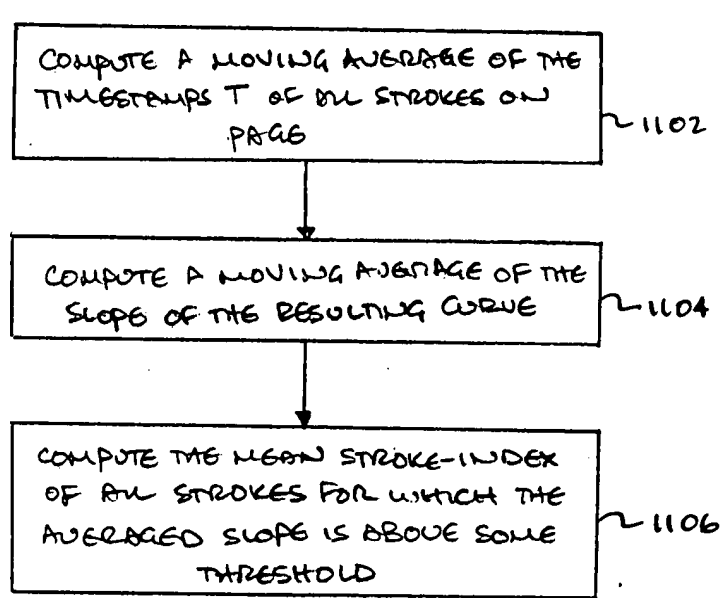 COMPUTE A MOVING AVERAGE OF THE
TIMESTAMPS T OF ALL STROKES ON
PAGE
1102
COMPUTE A MOVING AVERAGE OF THE
SLOPE OF THE RESULTING CURVE
1104
COMPUTE THE MEAN STROKE-INDEX
OF ALL STROKES FOR WHICH THE
AVERAGED SLOPE IS ABOVE SOME
THRESHOLD
1106